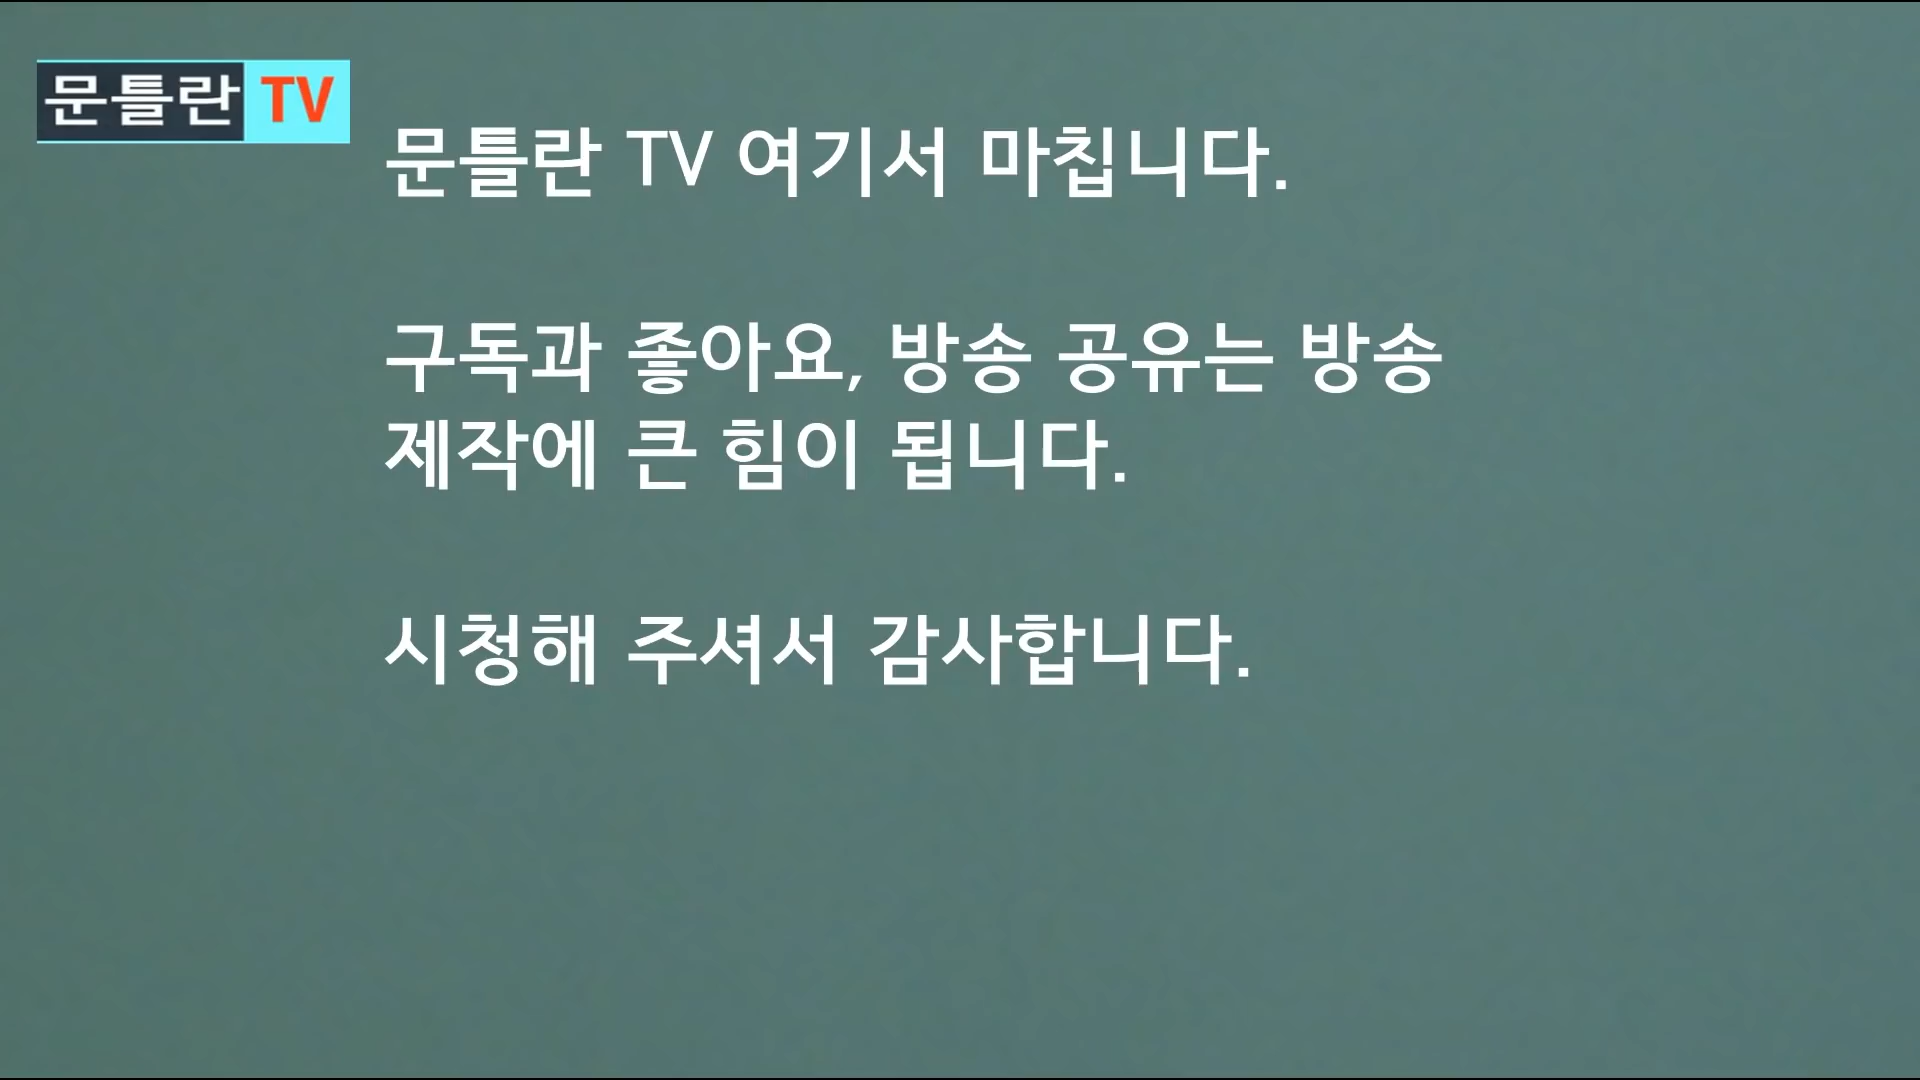 문틀란 TV
문틀란 TV 여기서 마칩니다.
구독과 좋아요, 방송 공유는 방송
제작에 큰 힘이 됩니다.
시청해 주셔서 감사합니다.